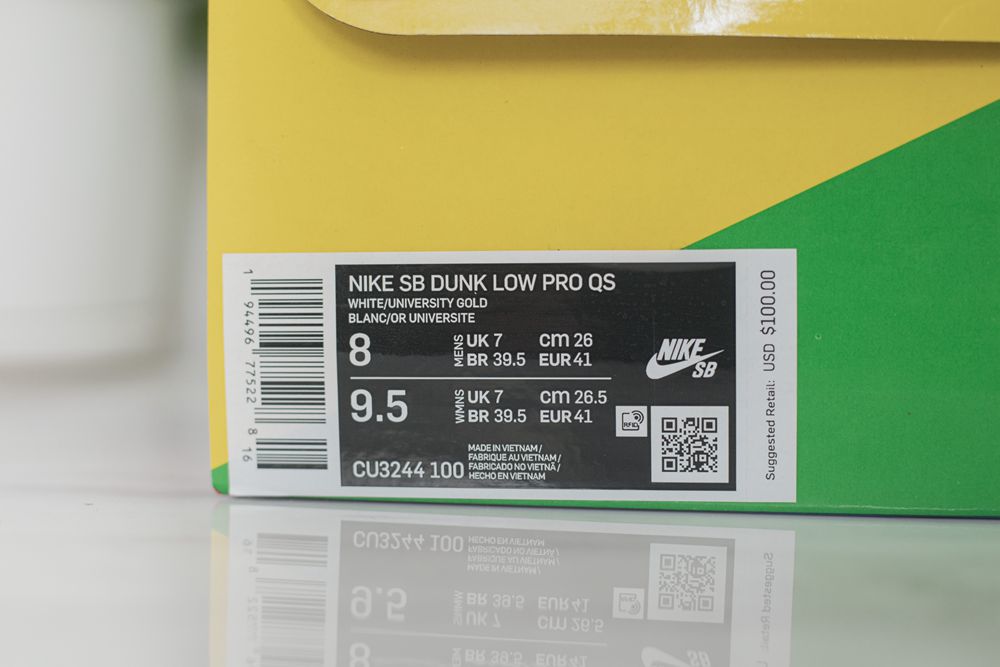 1 94496 77522 8 16
NIKE SB DUNK LOW PRO QS
WHITE/UNIVERSITY GOLD
BLANC/OR UNIVERSITE
8 MENS UK 7 cm 26
BR 39.5 EUR 41
9.5 WMNS UK 7 cm 26.5
BR 39.5 EUR 41
NIKE
SB
RFID
CU3244 100
MADE IN VIETNAM /
FABRIQUE AU VIETNAM /
FABRICADO NO VIETNÃ /
HECHO EN VIETNAM
Suggested Retail: USD $100.00